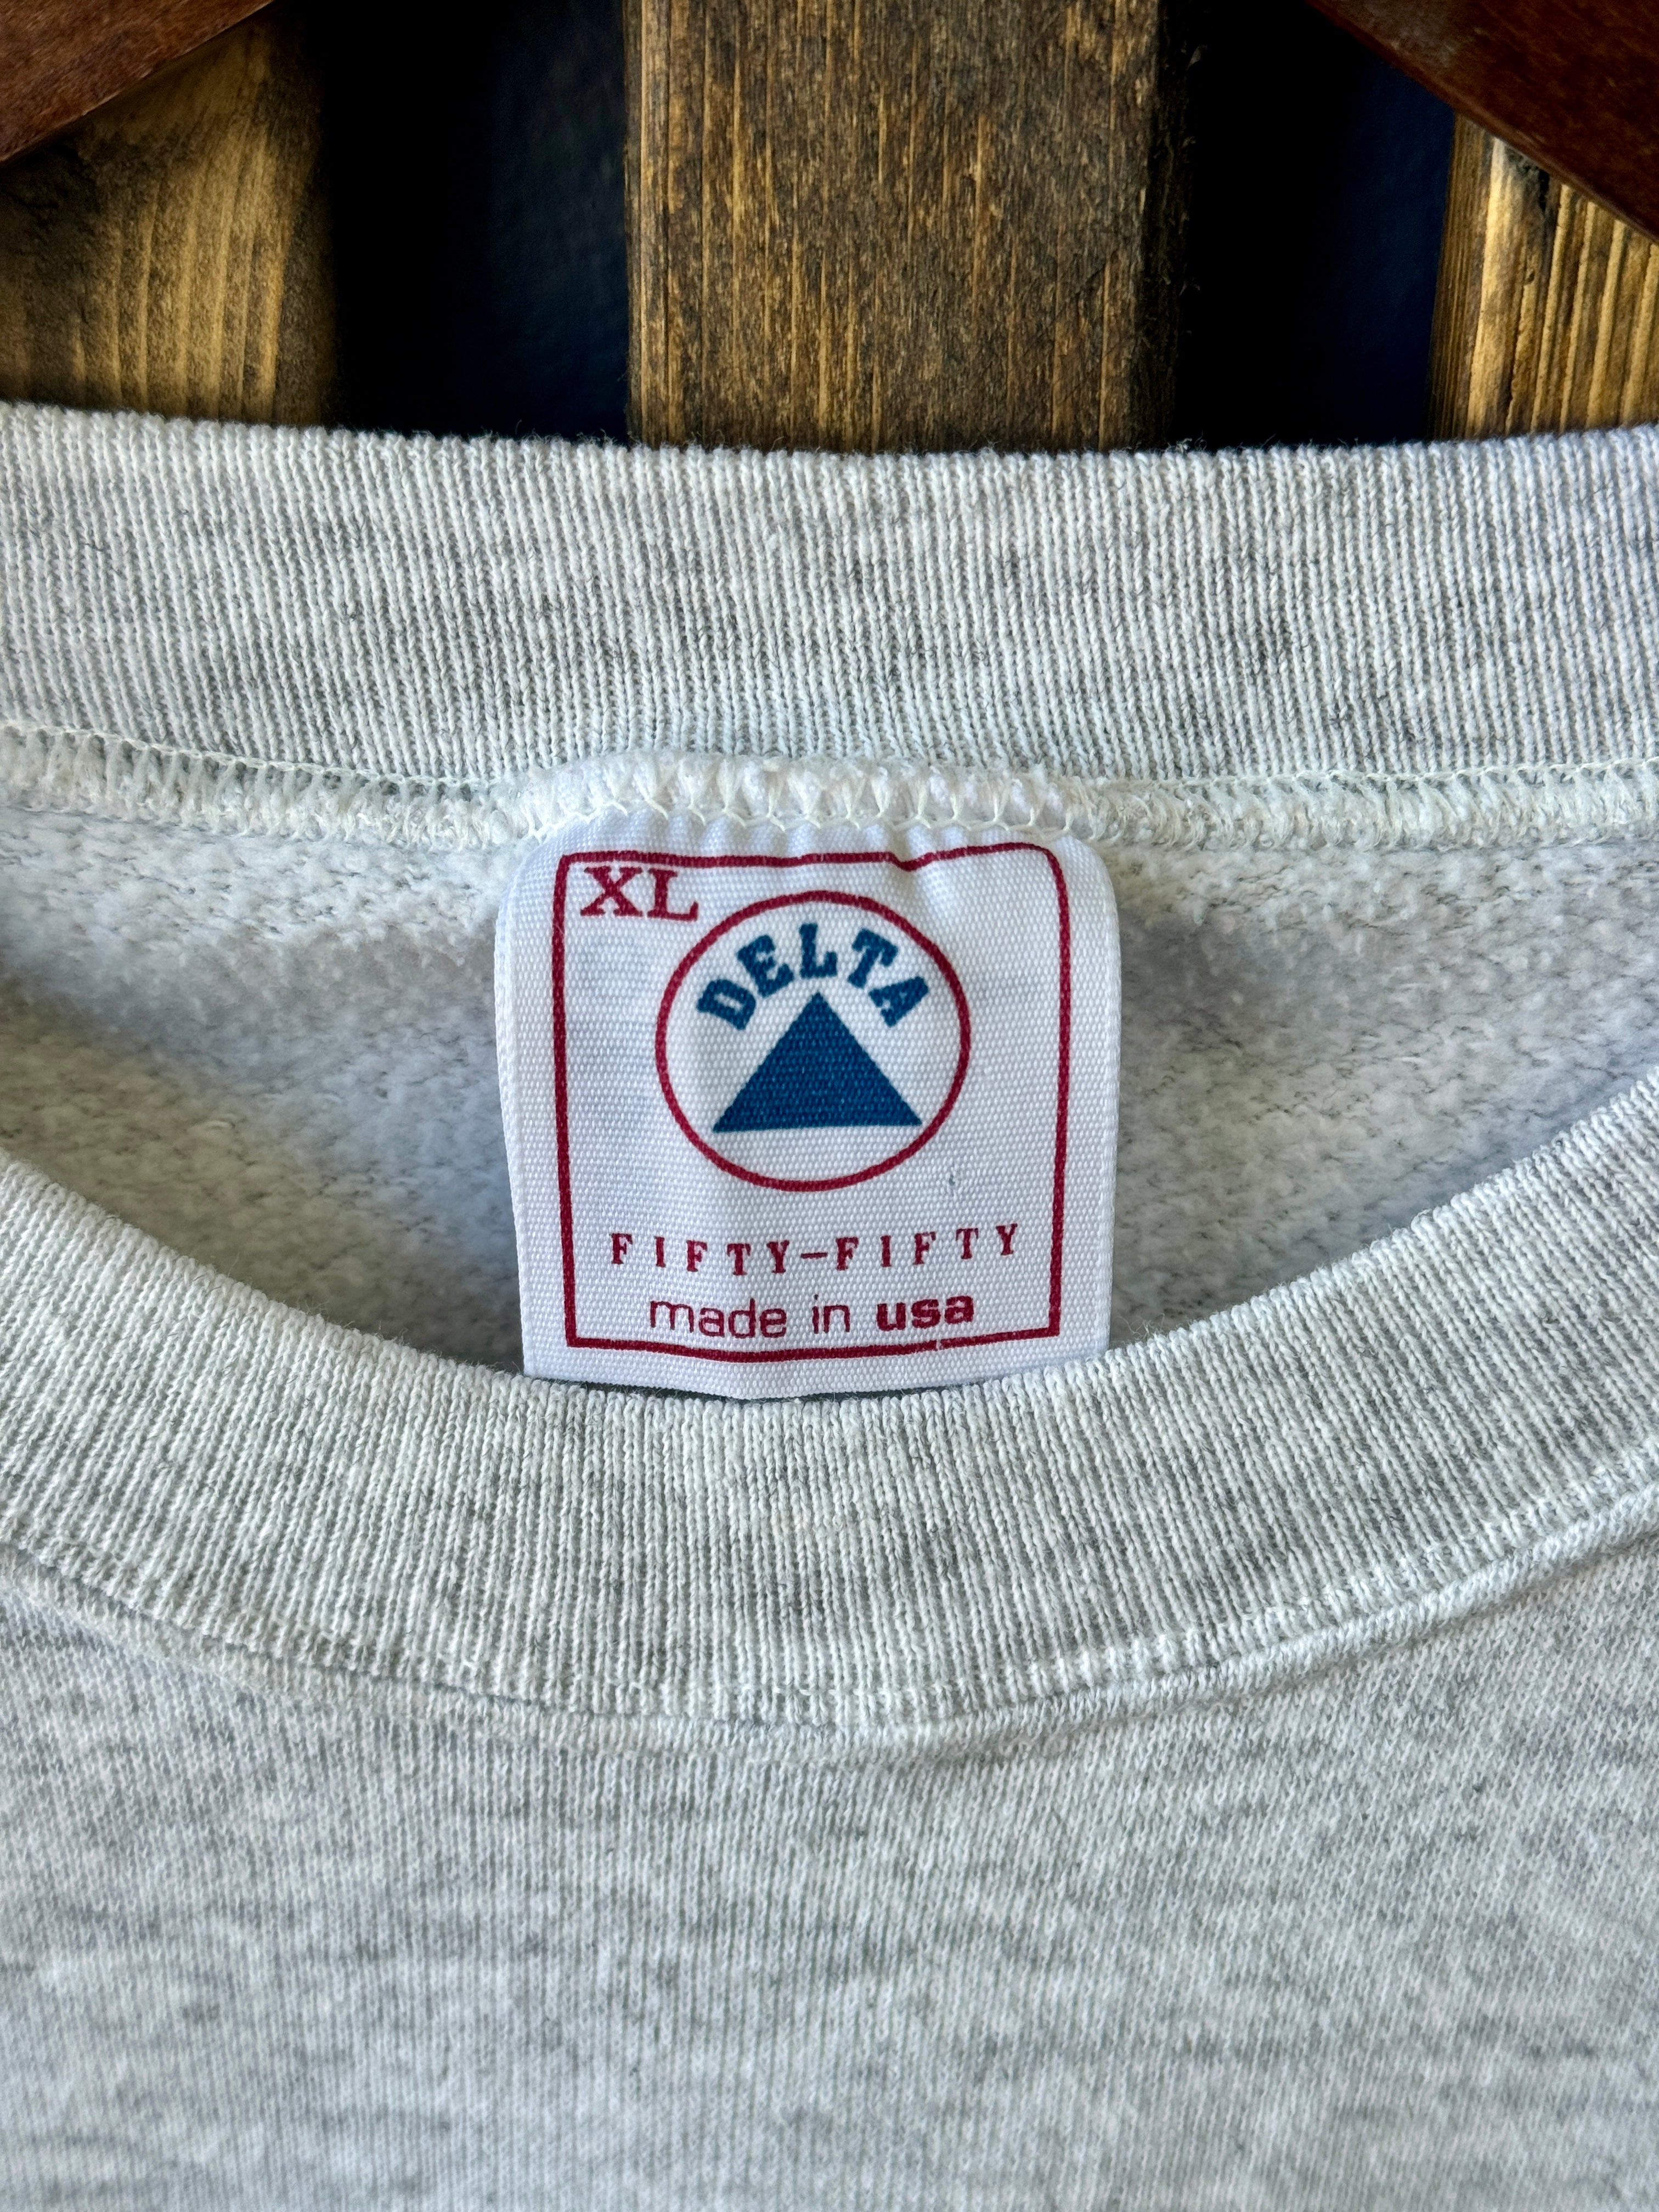 XL
DELTA
FIFTY-FIFTY
made in usa